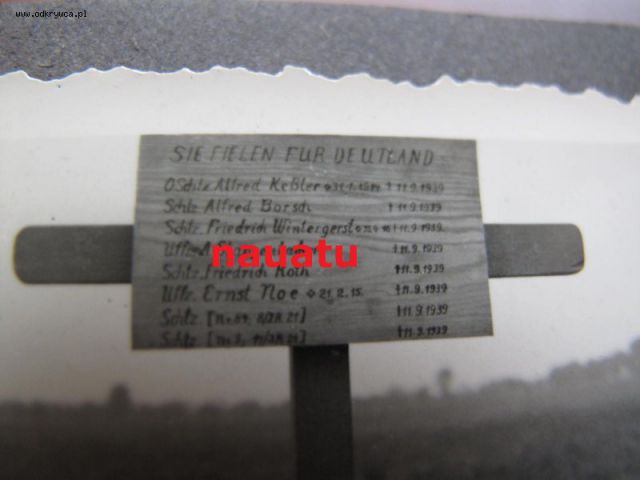 www.odkrywca.pl
SIE FIELEN FUR DEUTLAND
O.Schtz. Alfred Keßler † 11.9.1939
Schtz. Alfred Borsch † 11.9.1939
Schtz. Friedrich Wintergerst † 11.9.1939
Uffz. † 11.9.1939
nauatu
Schtz. Friedrich Roth † 11.9.1939
Uffz. Ernst Noe 21.2.15. † 11.9.1939
Schtz. † 11.9.1939
Schtz. † 11.9.1939